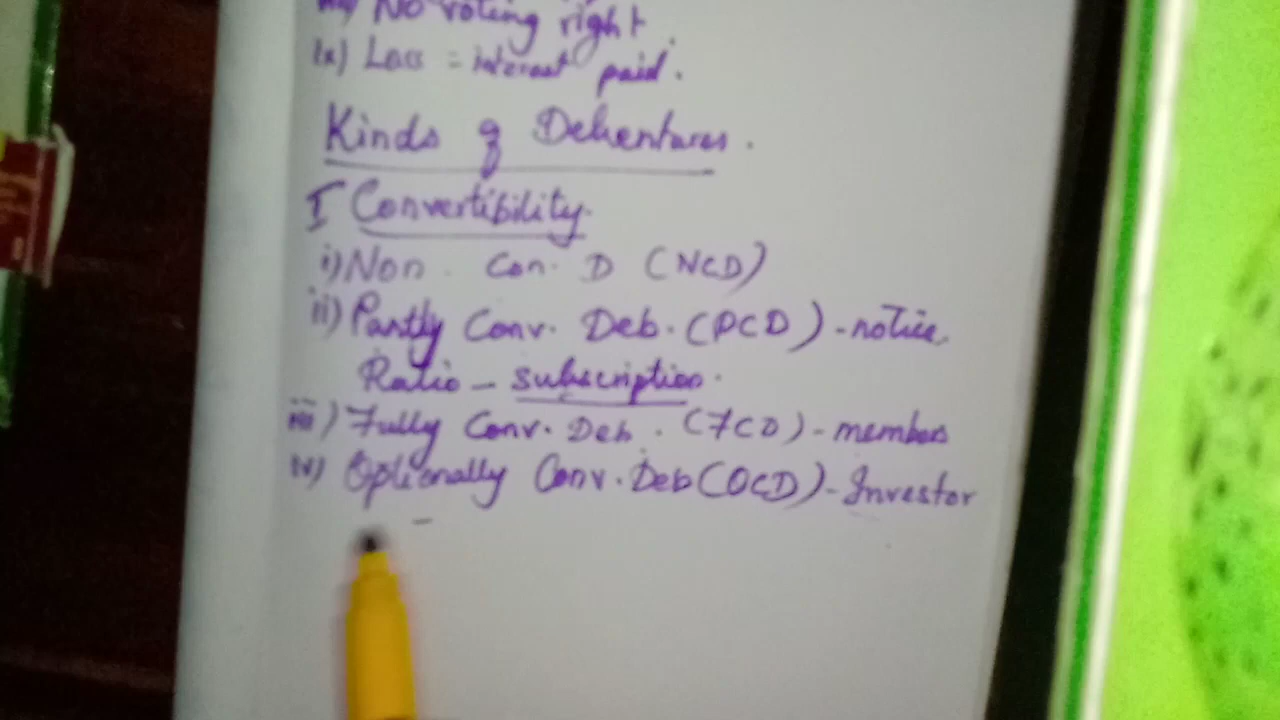 No voting right.
ix) Loss = interest paid.
Kinds of Debentures.
I Convertibility.
i) Non. Con. D (NCD)
ii) Partly Conv. Deb. (PCD) - notice
Ratio - subscription.
iii) Fully Conv. Deb. (FCD) - members
iv) Optionally Conv. Deb (OCD) - Investor